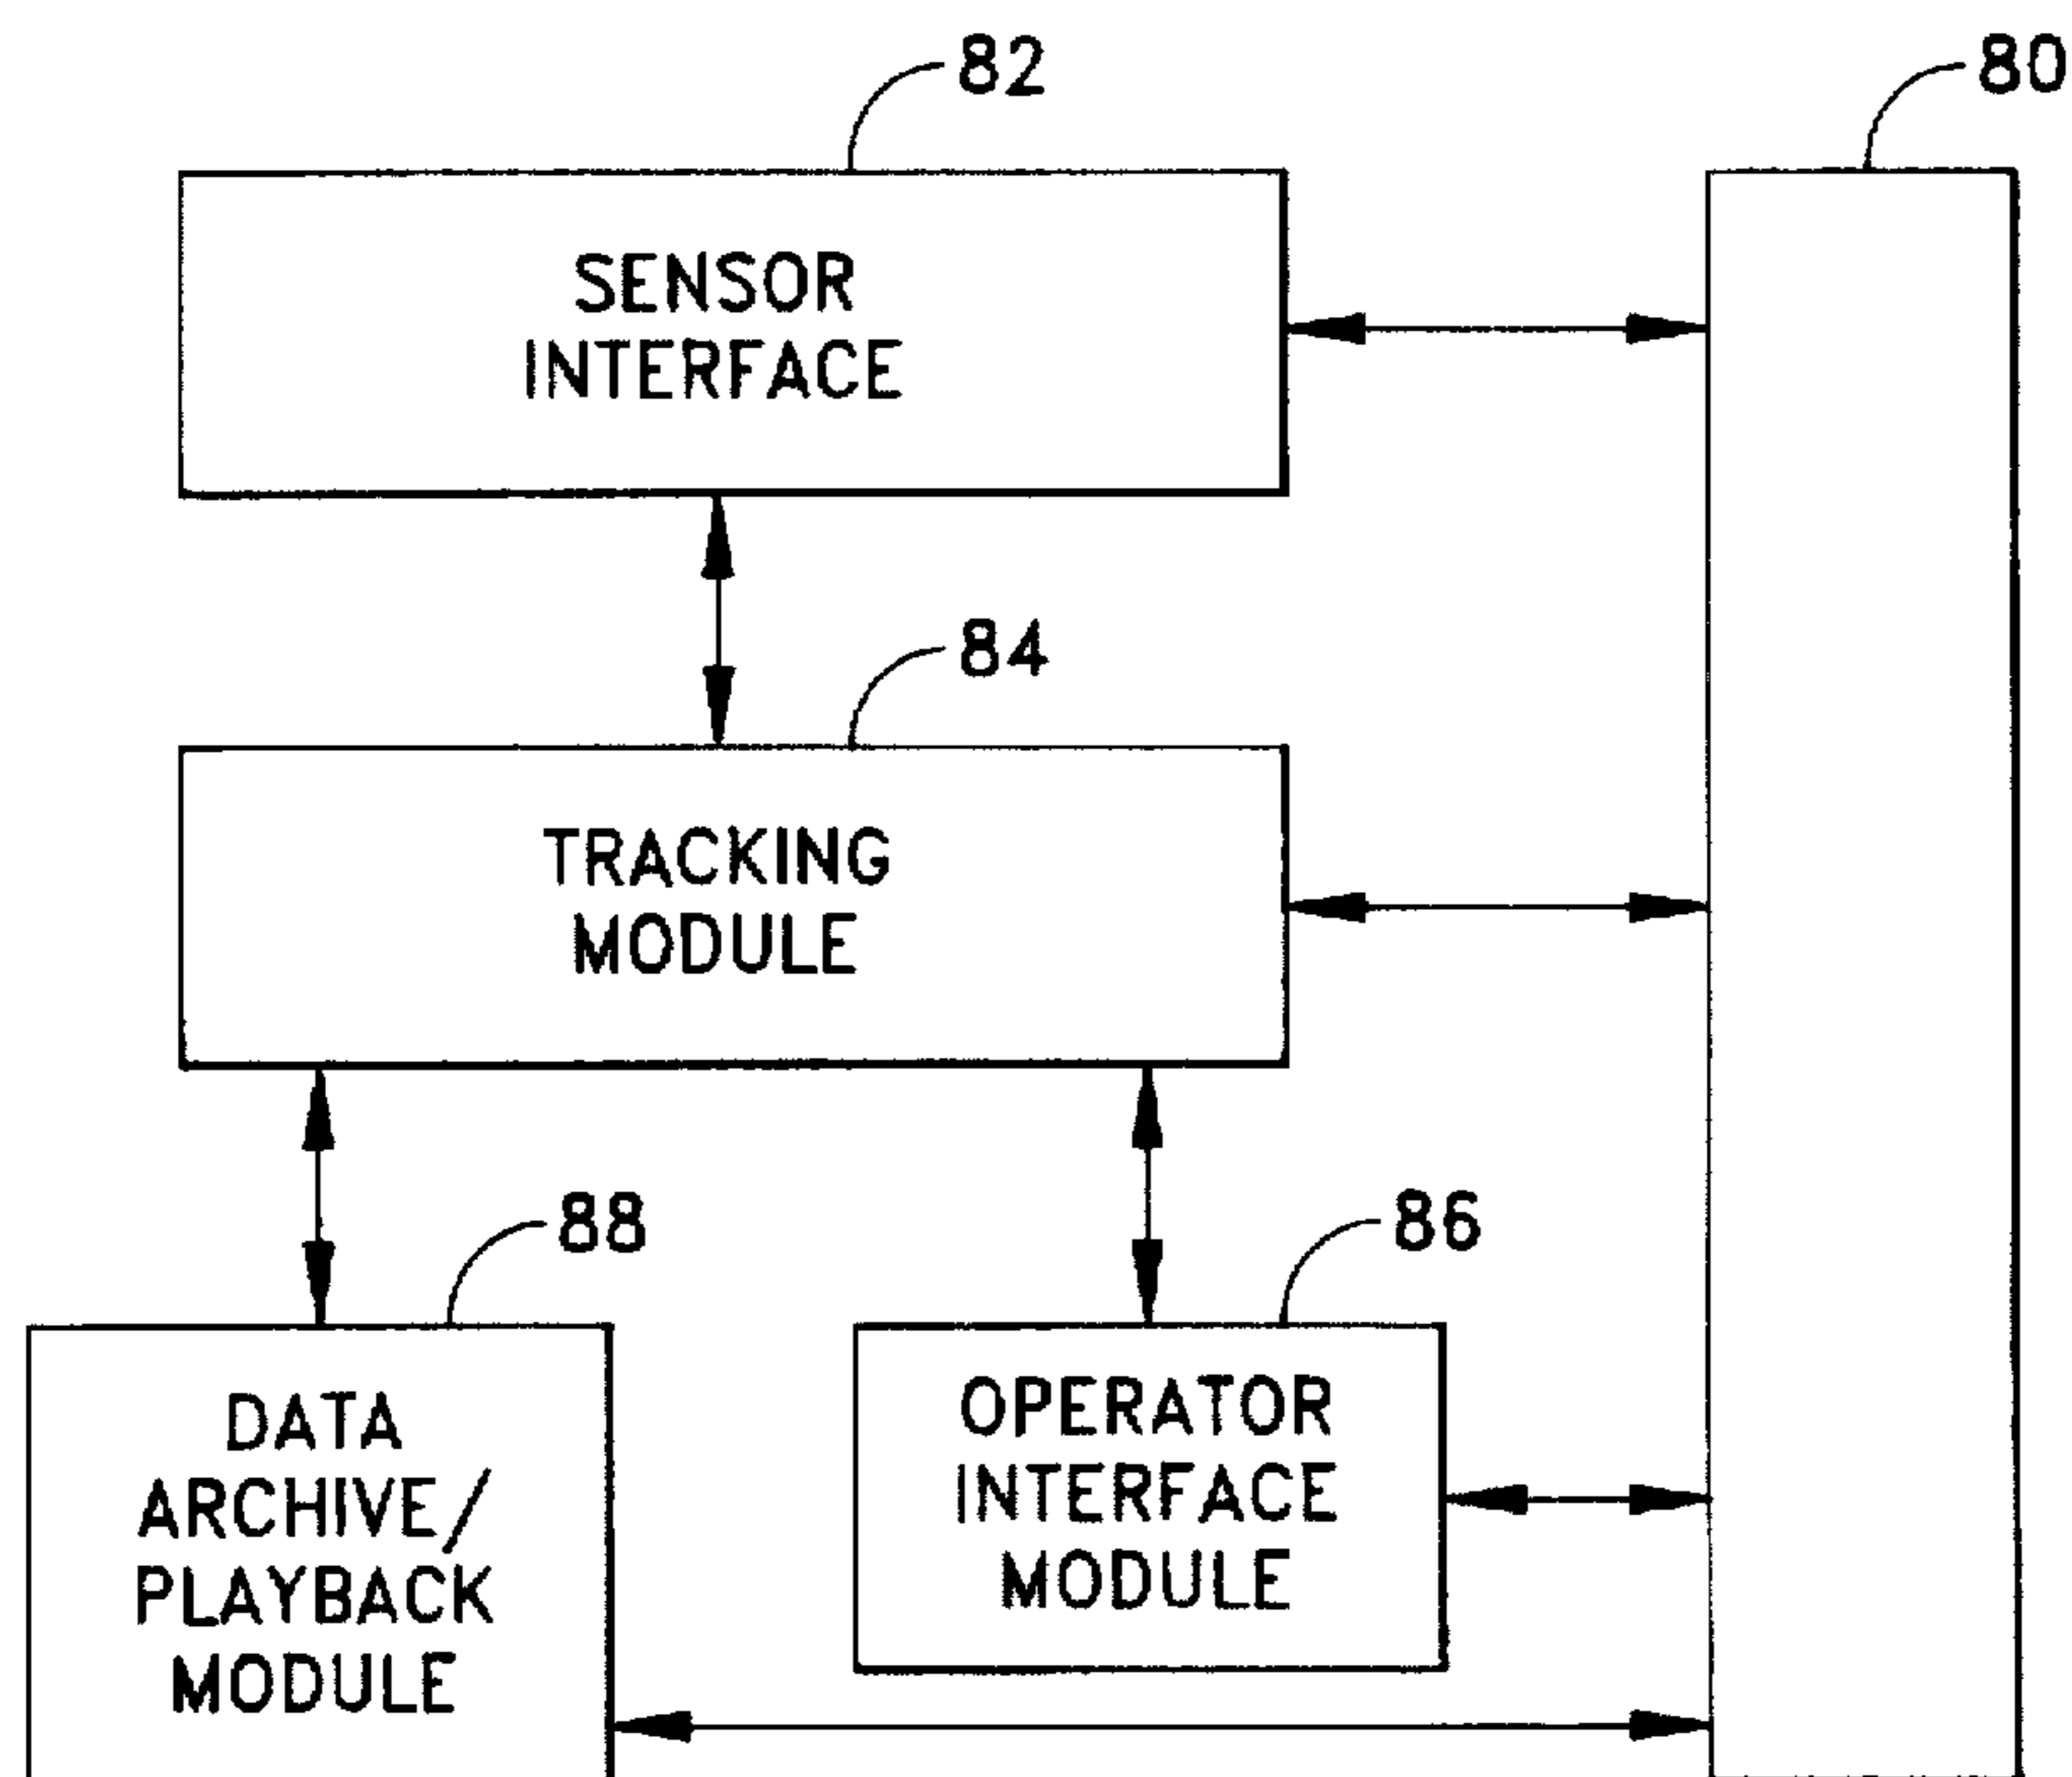 82
80
SENSOR
INTERFACE
84
TRACKING
MODULE
88
86
DATA
ARCHIVE/
PLAYBACK
MODULE
OPERATOR
INTERFACE
MODULE